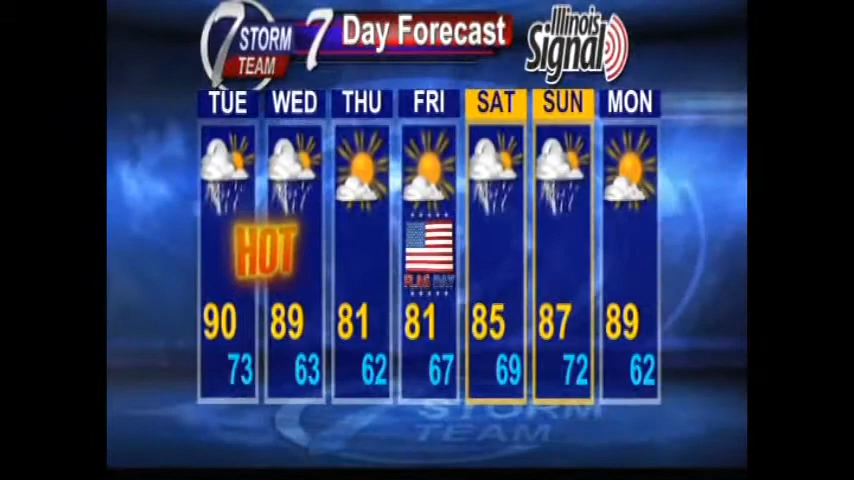 7 STORM TEAM
7 Day Forecast
Illinois Signal
TUE WED THU FRI SAT SUN MON
HOT
FLAG DAY
90 89 81 81 85 87 89
73 63 62 67 69 72 62
7 STORM
TEAM